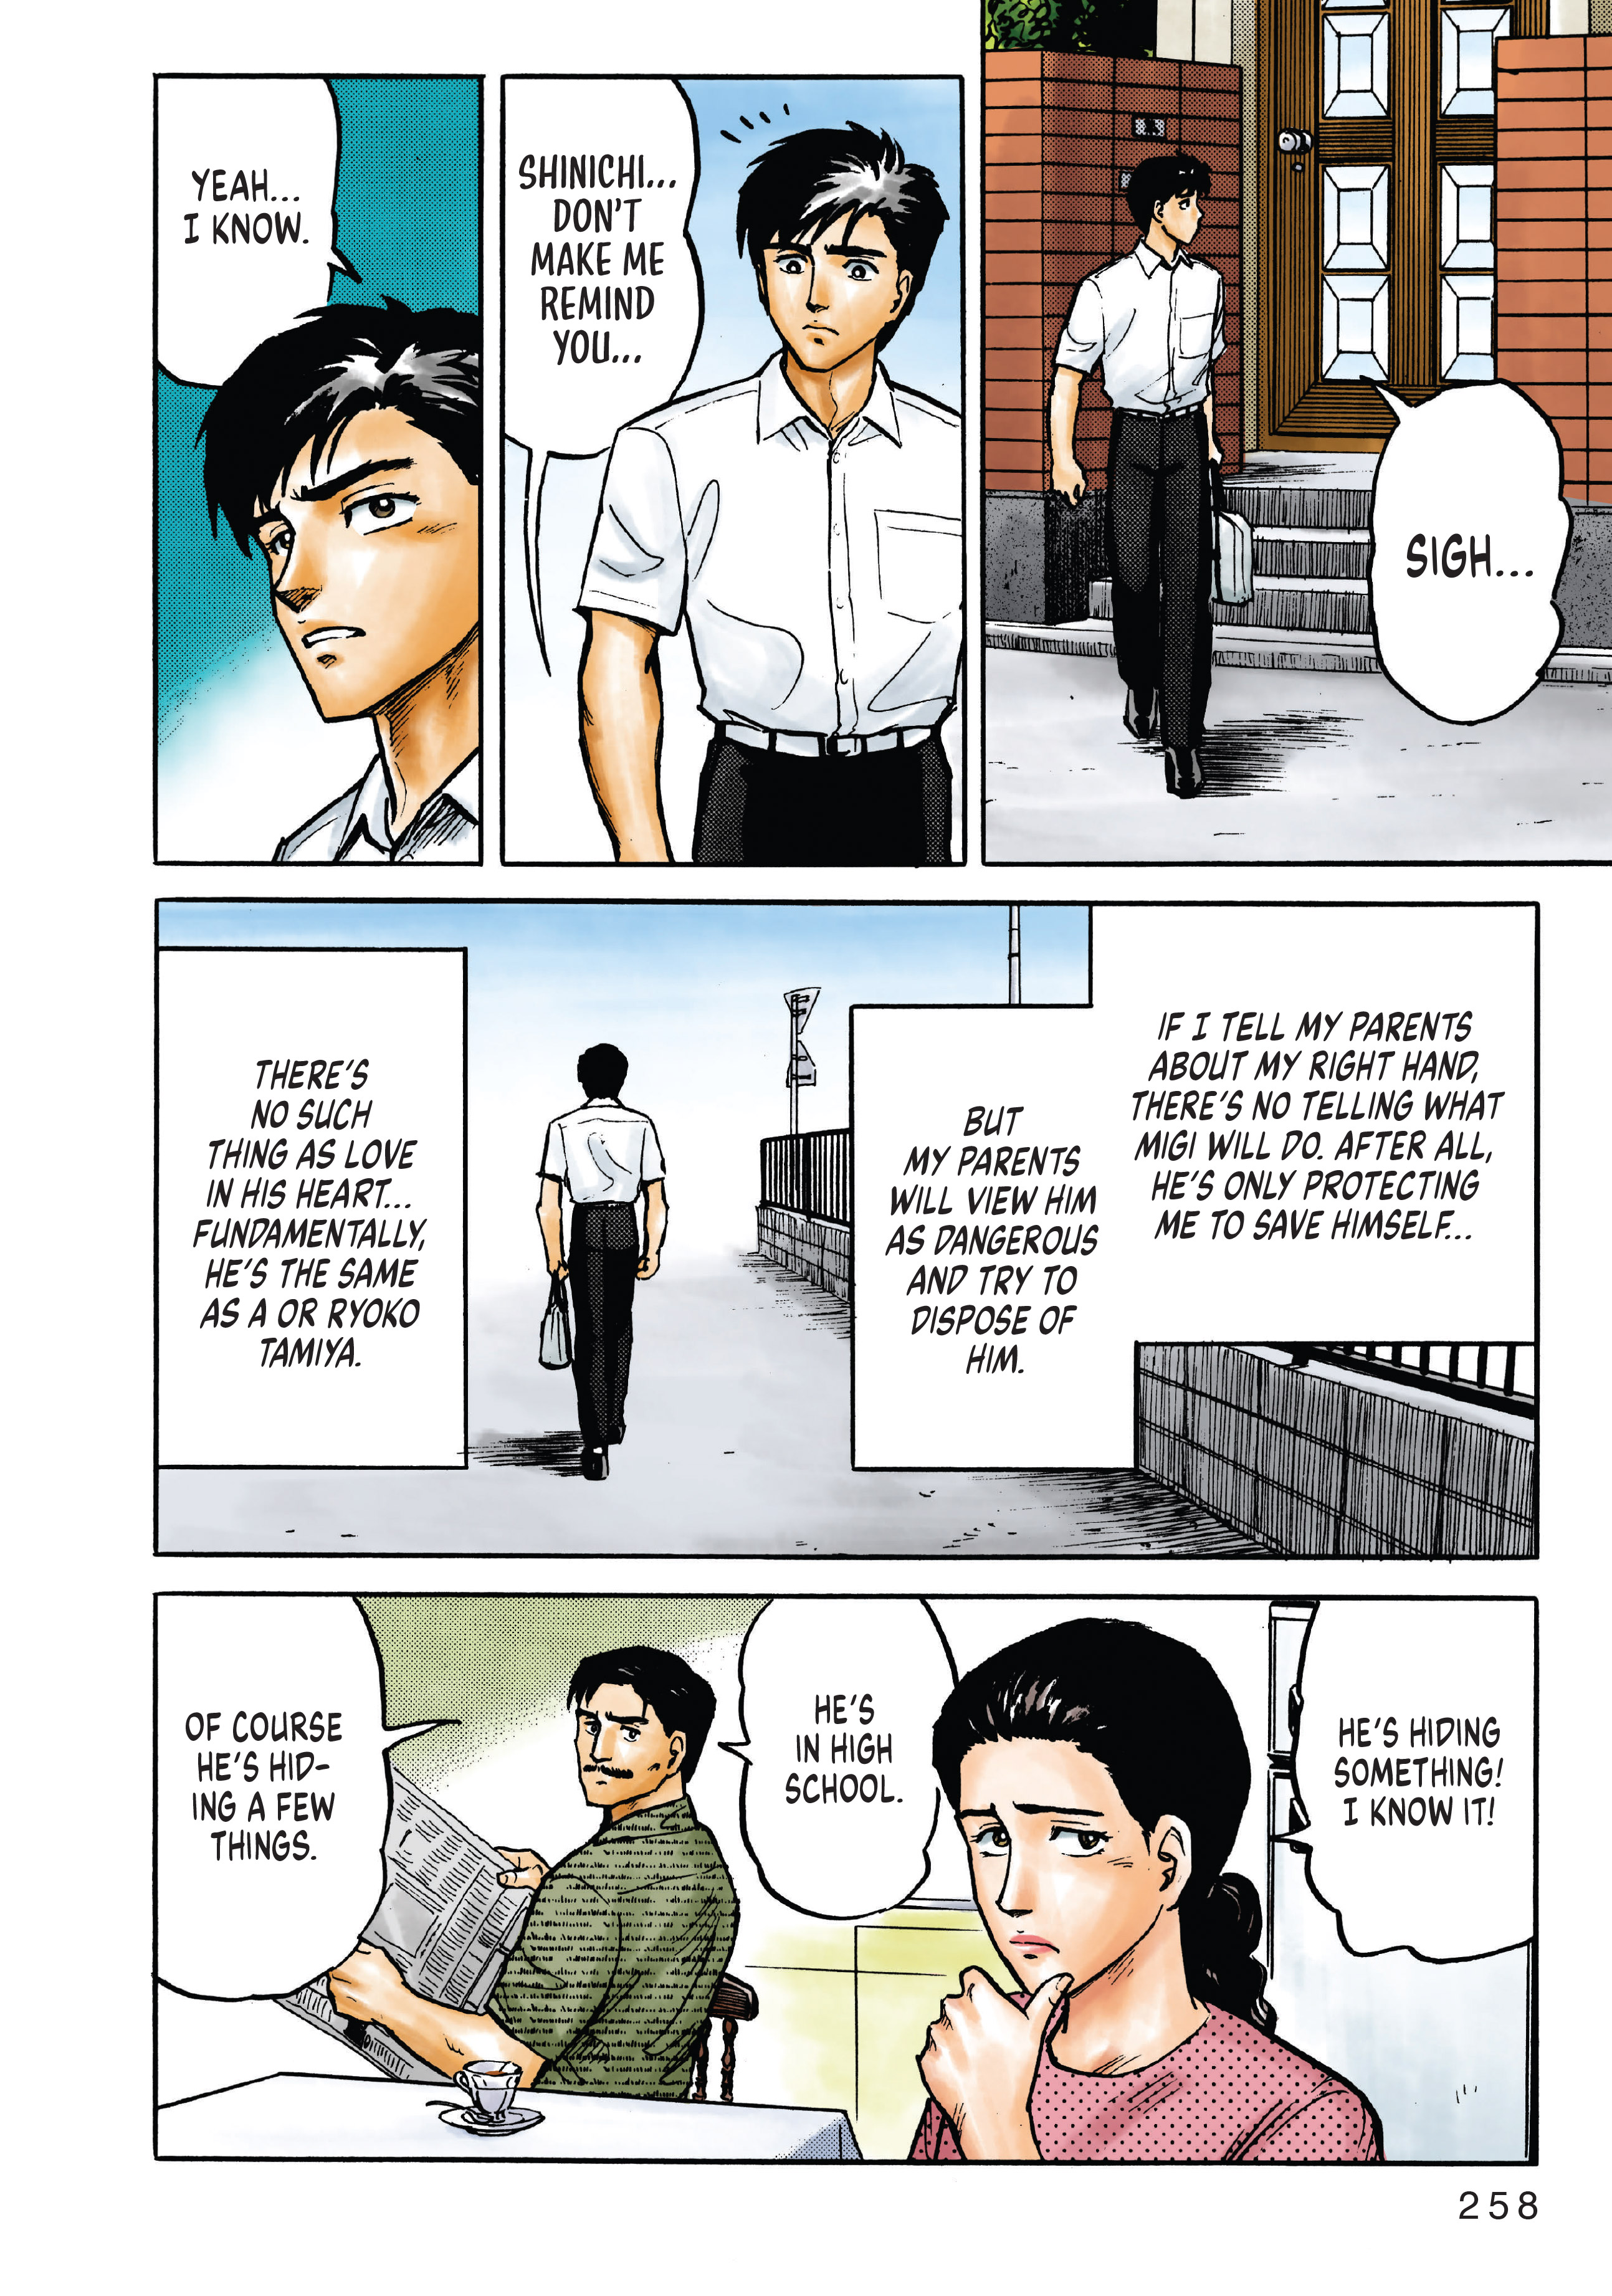 SIGH...
SHINICHI...
DON'T
MAKE ME
REMIND
YOU...
YEAH...
I KNOW.
IF I TELL MY PARENTS
ABOUT MY RIGHT HAND,
THERE'S NO TELLING WHAT
MIGI WILL DO. AFTER ALL,
HE'S ONLY PROTECTING
ME TO SAVE HIMSELF...
BUT
MY PARENTS
WILL VIEW HIM
AS DANGEROUS
AND TRY TO
DISPOSE OF
HIM.
THERE'S
NO SUCH
THING AS LOVE
IN HIS HEART...
FUNDAMENTALLY,
HE'S THE SAME
AS A OR RYOKO
TAMIYA.
HE'S HIDING
SOMETHING!
I KNOW IT!
HE'S
IN HIGH
SCHOOL.
OF COURSE
HE'S HID-
ING A FEW
THINGS.
258